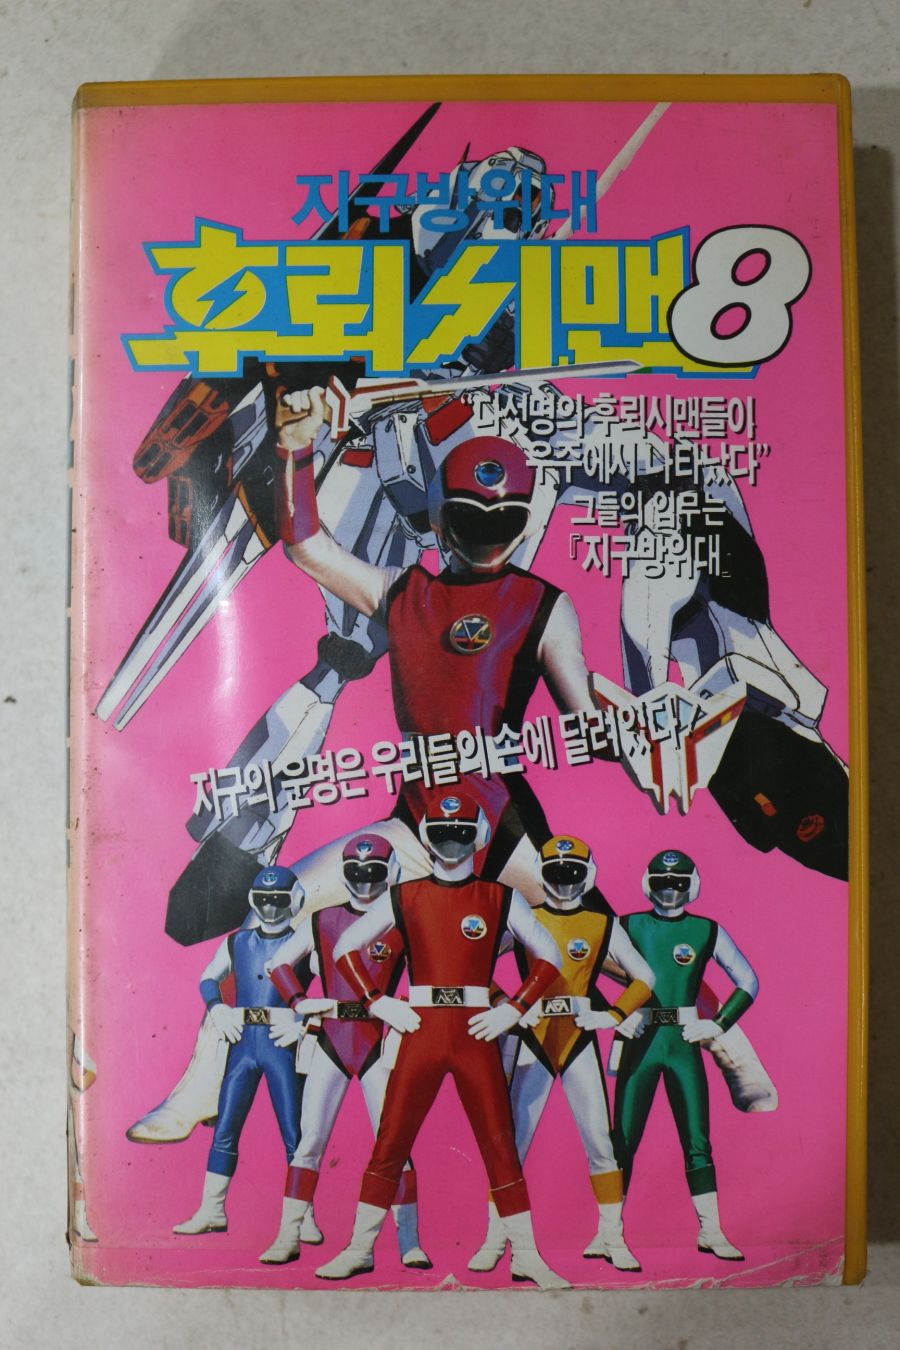 지구방위대
후뢰시맨 8
"다섯명의 후뢰시맨들이
우주에서 나타났다"
그들의 임무는
『지구방위대』
지구의 운명은 우리들의 손에 달려있다!